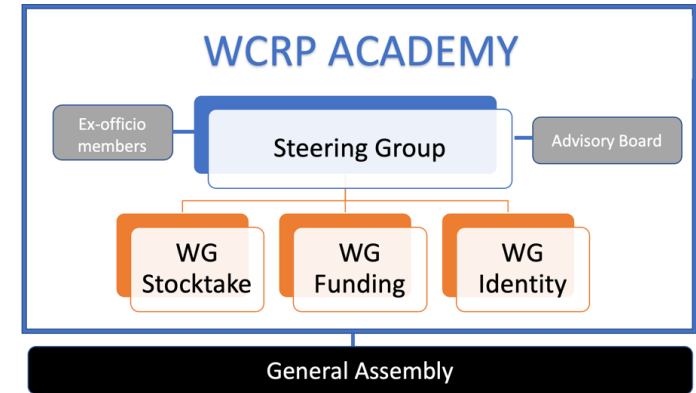 WCRP ACADEMY
Ex-officio
members
Steering Group
Advisory Board
WG
Stocktake
WG
Funding
WG
Identity
General Assembly